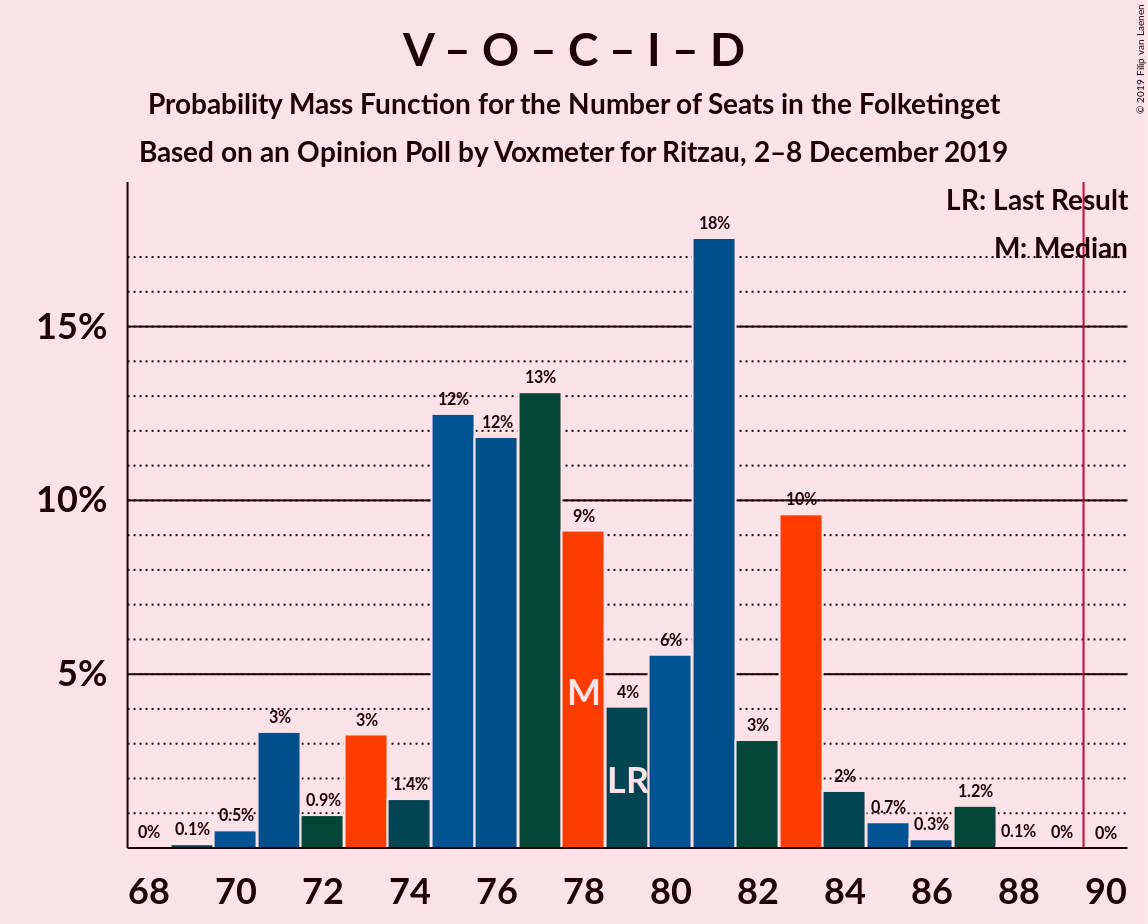 V – O – C – I – D
Probability Mass Function for the Number of Seats in the Folketinget
Based on an Opinion Poll by Voxmeter for Ritzau, 2–8 December 2019
© 2019 Filip van Laenen
LR: Last Result
M: Median
15%
10%
5%
0%
0.1%
0.5%
3%
0.9%
3%
1.4%
12%
12%
13%
9%
4%
6%
18%
3%
10%
2%
0.7%
0.3%
1.2%
0.1%
0%
0%
M
LR
68 70 72 74 76 78 80 82 84 86 88 90